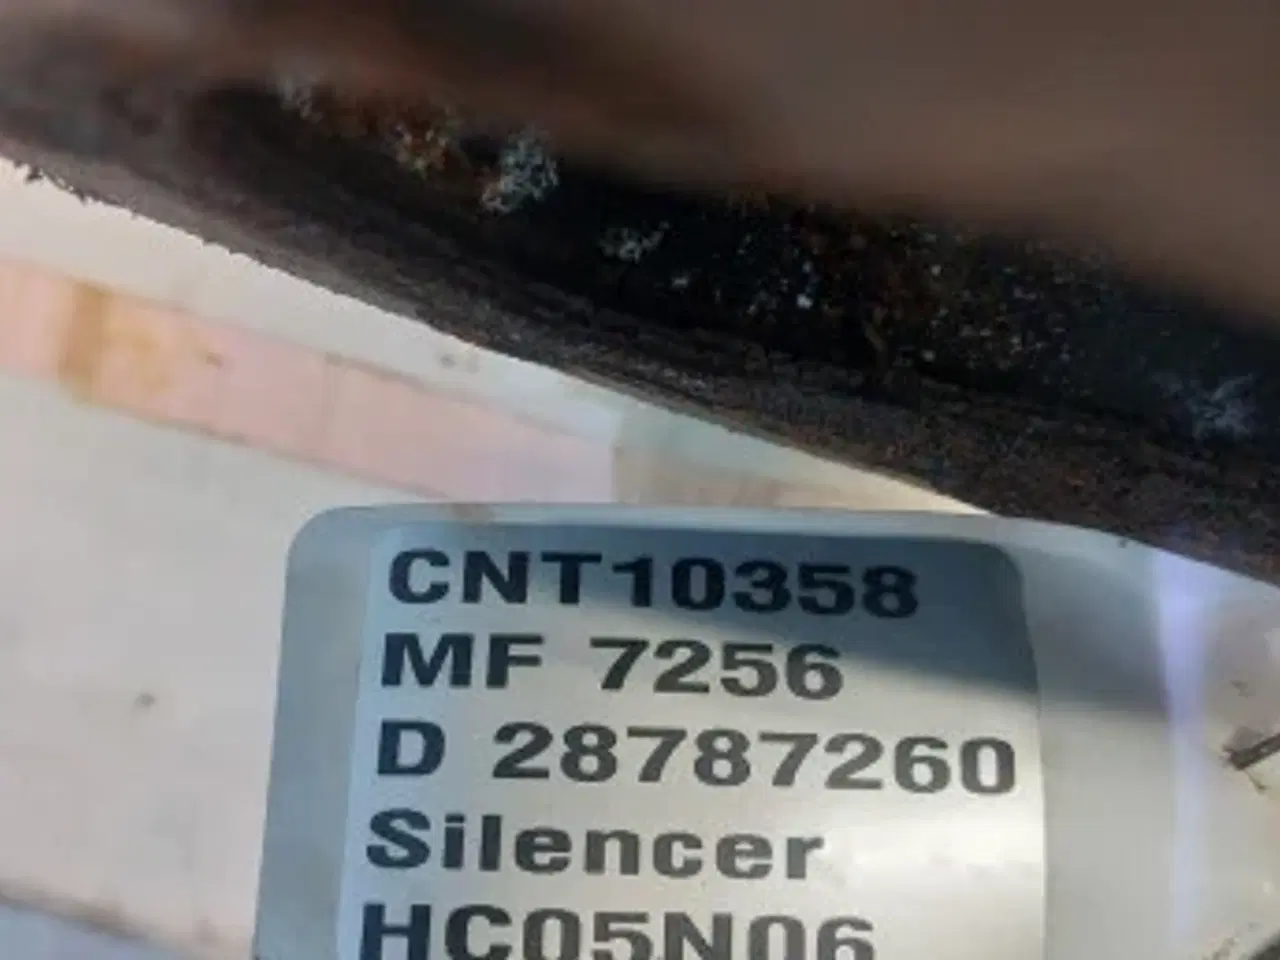 CNT10358
MF 7256
D 28787260
Silencer
HC05N06